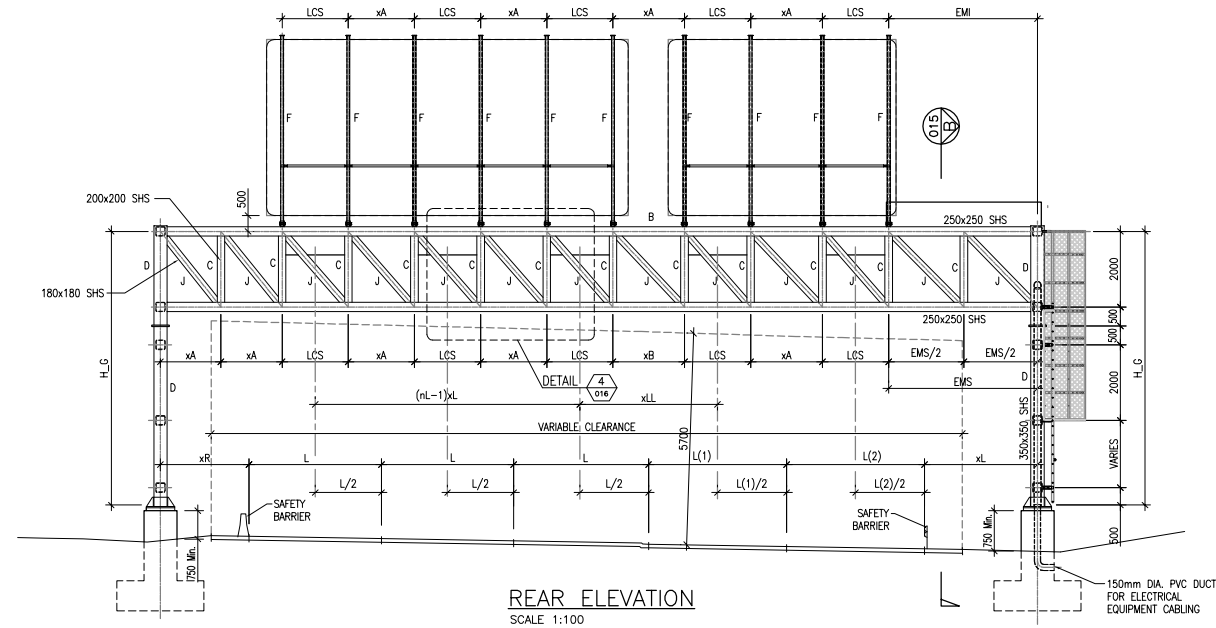 LCS xA LCS xA LCS xA LCS xA LCS EMI
F F F F F F F F F F
015
B
500
200x200 SHS
B
250x250 SHS
D C C C C C C C C C C C D
J J J J J J J J J J J J
180x180 SHS
2000
250x250 SHS
500
500
xA xA LCS xA LCS xA LCS xB LCS xA LCS EMS/2 EMS/2
H_G
D
DETAIL 4
016
EMS
D
2000
H_G
(nL-1)xL xLL
VARIABLE CLEARANCE
5700
350x350 SHS
VARIES
xR L L L L(1) L(2) xL
L/2 L/2 L/2 L(1)/2 L(2)/2
SAFETY
BARRIER
SAFETY
BARRIER
750 Min.
750 Min.
500
REAR ELEVATION
SCALE 1:100
150mm DIA. PVC DUCT
FOR ELECTRICAL
EQUIPMENT CABLING